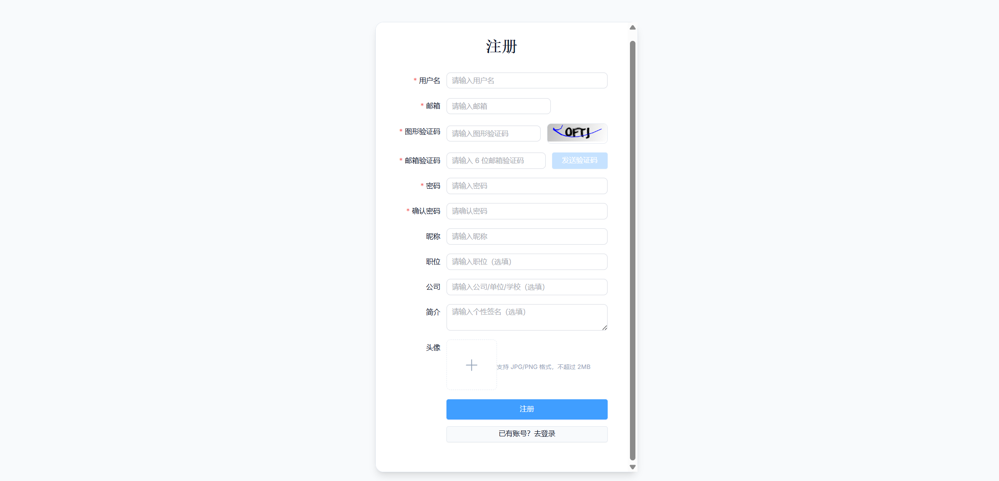 注册
* 用户名 请输入用户名
* 邮箱 请输入邮箱
* 图形验证码 请输入图形验证码 OFTJ
* 邮箱验证码 请输入 6 位邮箱验证码 发送验证码
* 密码 请输入密码
* 确认密码 请确认密码
昵称 请输入昵称
职位 请输入职位（选填）
公司 请输入公司/单位/学校（选填）
简介 请输入个性签名（选填）
头像
支持 JPG/PNG 格式，不超过 2MB
注册
已有账号？去登录